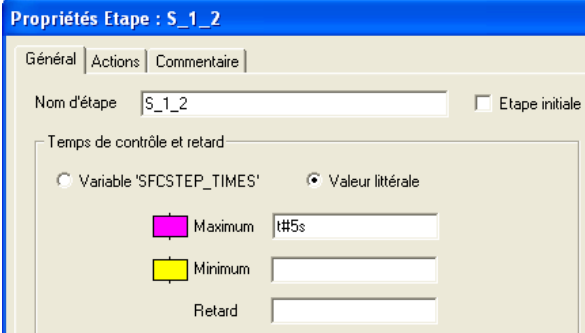 Propriétés Etape : S_1_2
Général Actions Commentaire
Nom d'étape S_1_2 Etape initiale
Temps de contrôle et retard
Variable 'SFCSTEP_TIMES' Valeur littérale
Maximum t#5s
Minimum
Retard